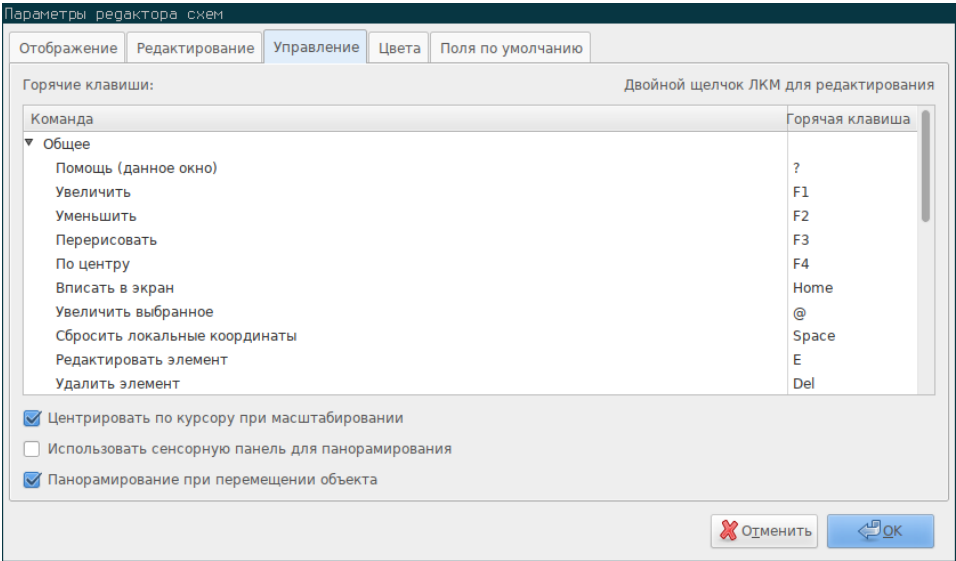 Параметры редактора схем
Отображение Редактирование Управление Цвета Поля по умолчанию
Горячие клавиши: Двойной щелчок ЛКМ для редактирования
Команда Горячая клавиша
Общее
Помощь (данное окно) ?
Увеличить F1
Уменьшить F2
Перерисовать F3
По центру F4
Вписать в экран Home
Увеличить выбранное @
Сбросить локальные координаты Space
Редактировать элемент E
Удалить элемент Del
Центрировать по курсору при масштабировании
Использовать сенсорную панель для панорамирования
Панорамирование при перемещении объекта
Отменить OK